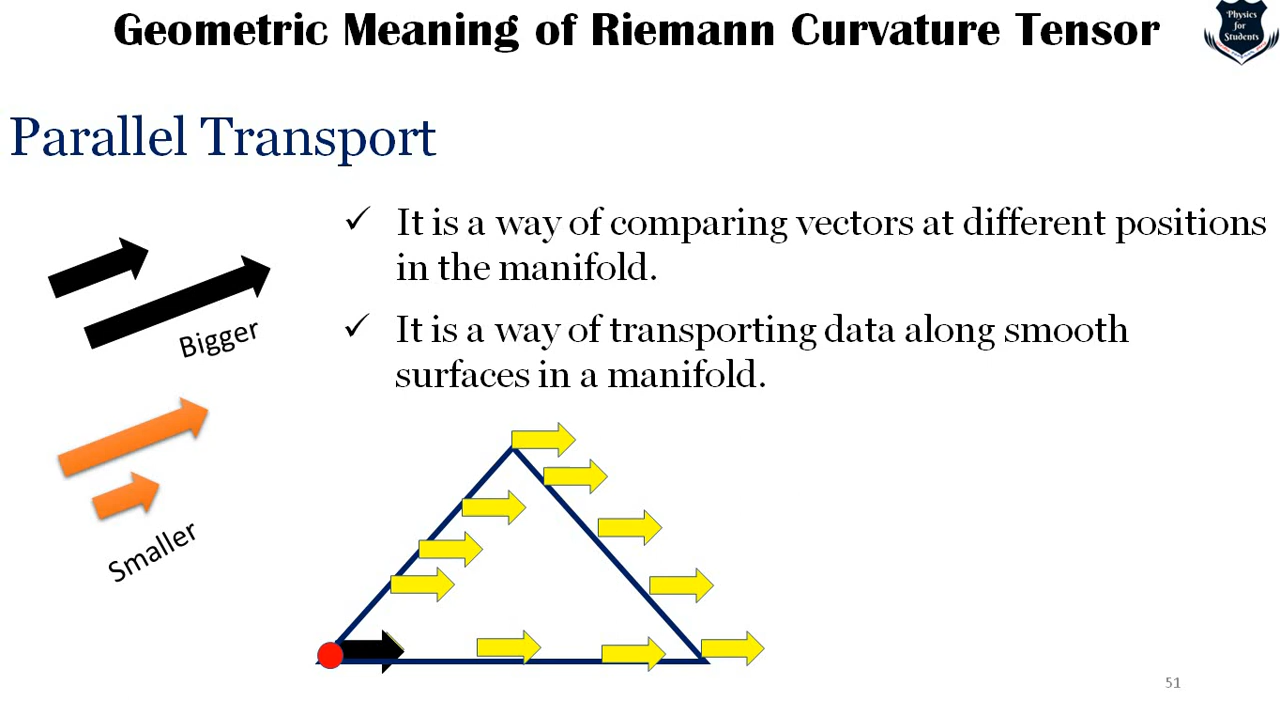 Geometric Meaning of Riemann Curvature Tensor
Physics
for
Students
Parallel Transport
✓ It is a way of comparing vectors at different positions
in the manifold.
✓ It is a way of transporting data along smooth
surfaces in a manifold.
Bigger
Smaller
51